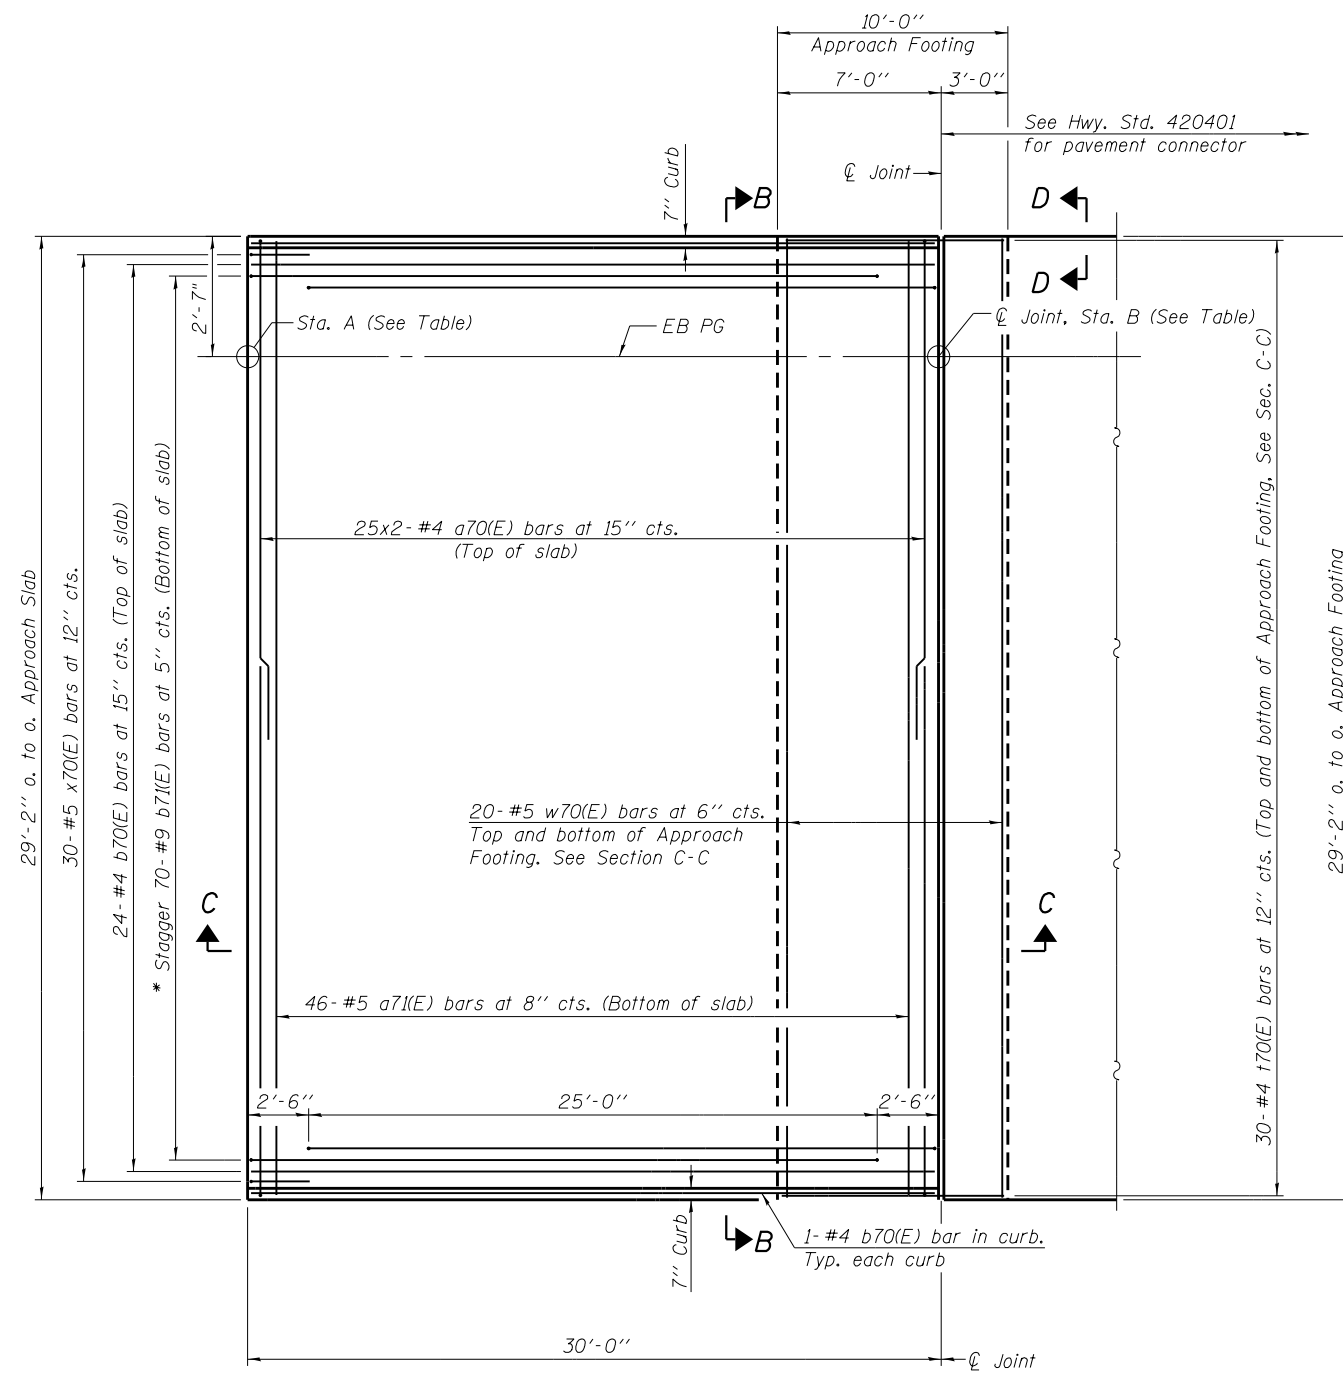 10'-0"
Approach Footing
7'-0"
3'-0"
See Hwy. Std. 420401
for pavement connector
℄ Joint
7" Curb
B
D
D
2'-7"
Sta. A (See Table)
EB PG
℄ Joint, Sta. B (See Table)
29'-2" o. to o. Approach Slab
30-#5 x70(E) bars at 12" cts.
24-#4 b70(E) bars at 15" cts. (Top of slab)
* Stagger 70-#9 b71(E) bars at 5" cts. (Bottom of slab)
25x2-#4 a70(E) bars at 15" cts.
(Top of slab)
20-#5 w70(E) bars at 6" cts.
Top and bottom of Approach
Footing. See Section C-C
30-#4 t70(E) bars at 12" cts. (Top and bottom of Approach Footing, See Sec. C-C)
29'-2" o. to o. Approach Footing
C
C
46-#5 a71(E) bars at 8" cts. (Bottom of slab)
2'-6"
25'-0"
2'-6"
7" Curb
B
1-#4 b70(E) bar in curb.
Typ. each curb
30'-0"
℄ Joint